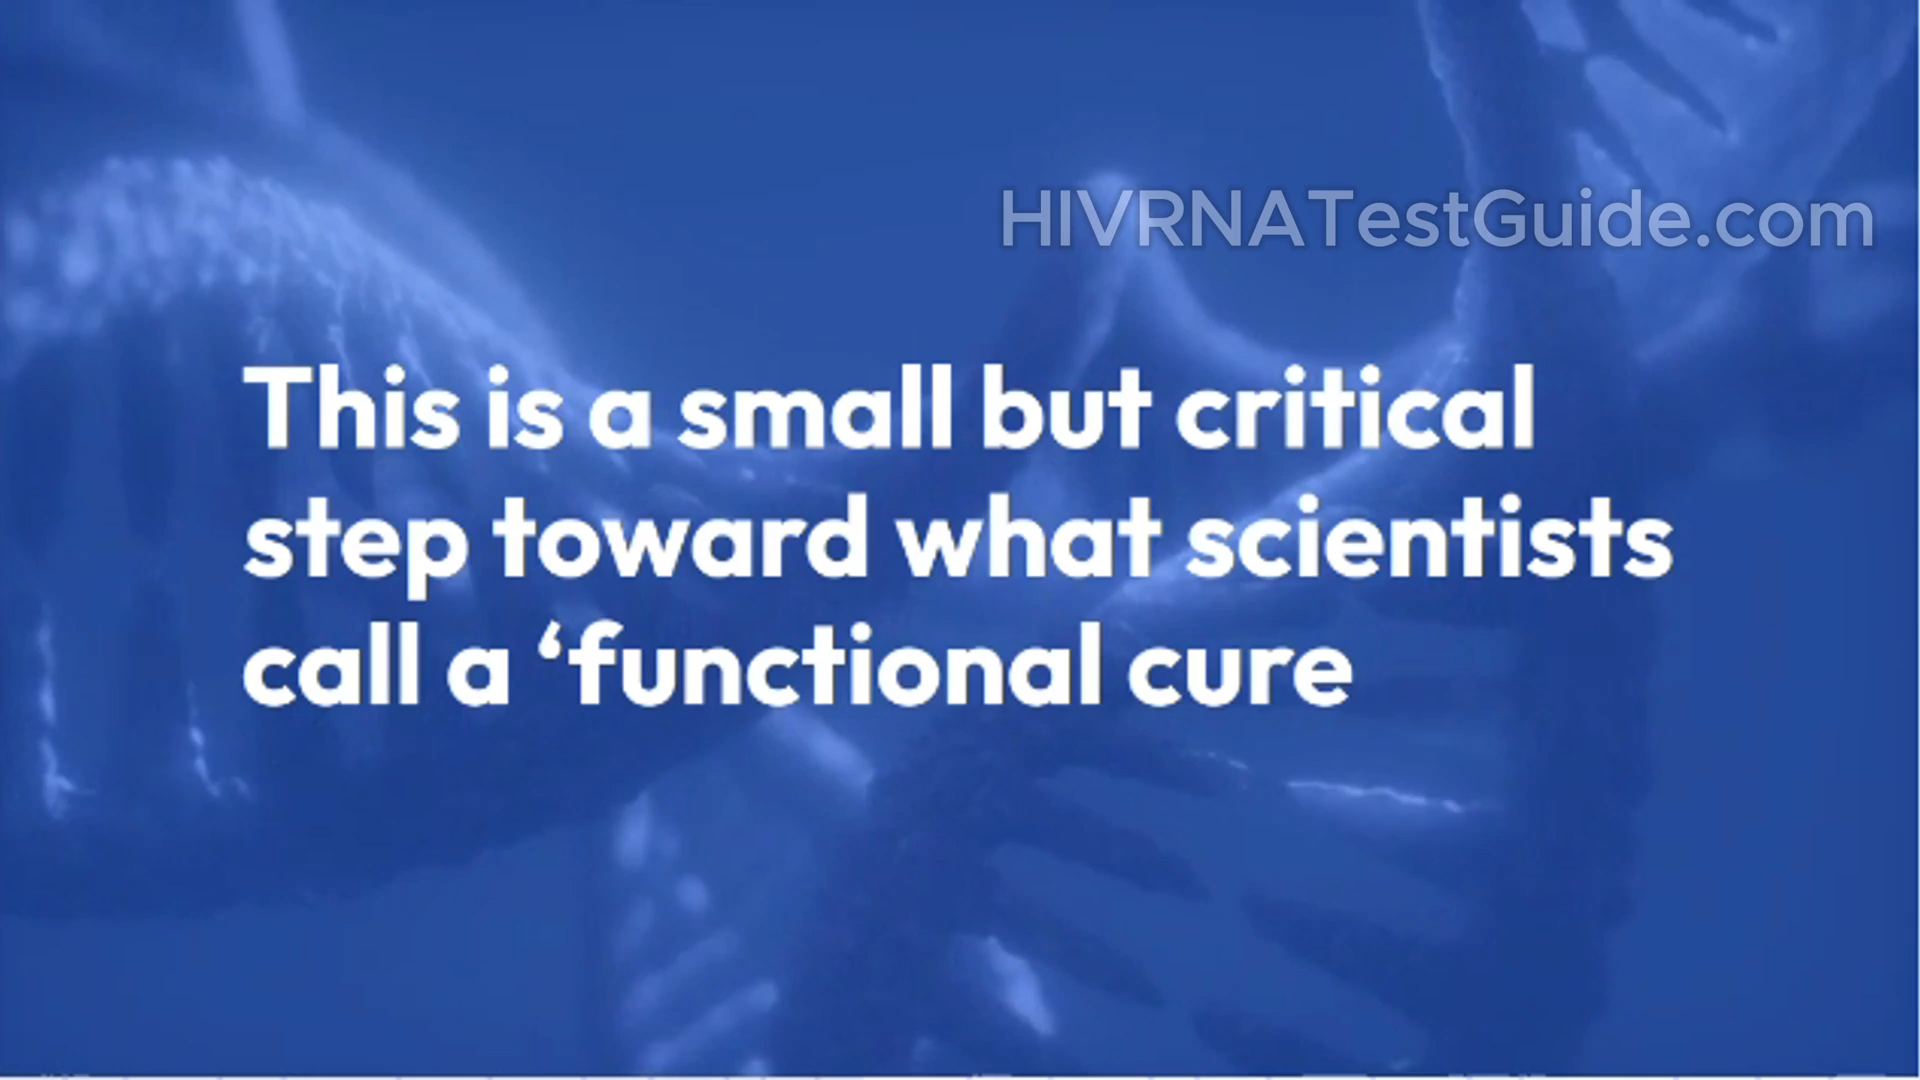 HIVRNATestGuide.com
This is a small but critical
step toward what scientists
call a ‘functional cure